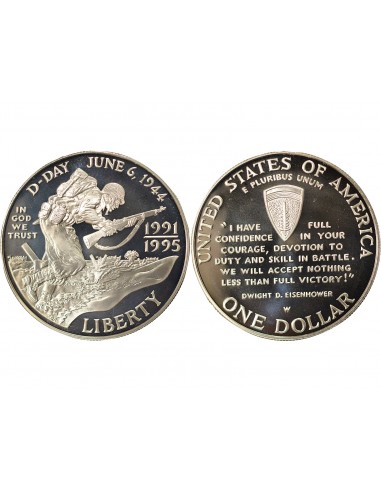 D-DAY JUNE 6, 1944
IN
GOD
WE
TRUST
1991
1995
LIBERTY
UNITED STATES OF AMERICA
E PLURIBUS UNUM
"I HAVE FULL
CONFIDENCE IN YOUR
COURAGE, DEVOTION TO
DUTY AND SKILL IN BATTLE.
WE WILL ACCEPT NOTHING
LESS THAN FULL VICTORY!"
DWIGHT D. EISENHOWER
W
ONE DOLLAR